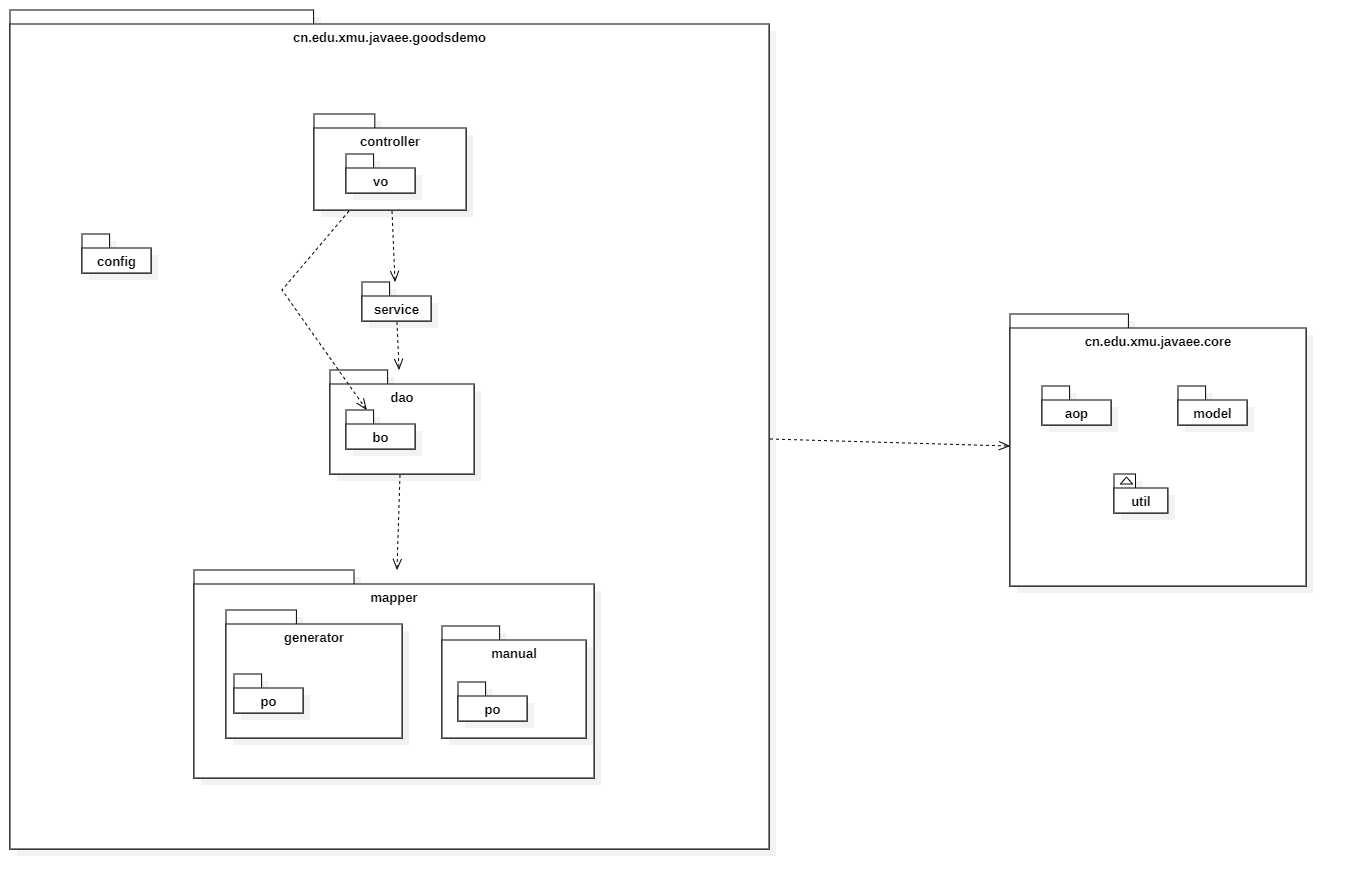 cn.edu.xmu.javaee.goodsdemo
controller
vo
config
service
dao
bo
mapper
generator
po
manual
po
cn.edu.xmu.javaee.core
aop
model
util